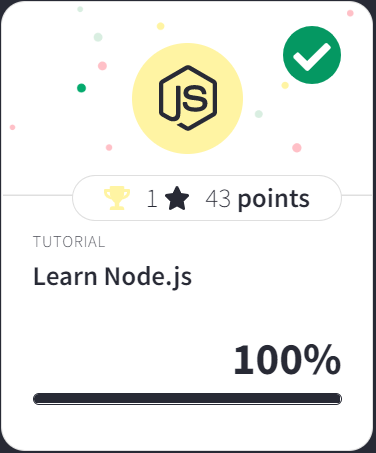 JS
1 43 points
TUTORIAL
Learn Node.js
100%